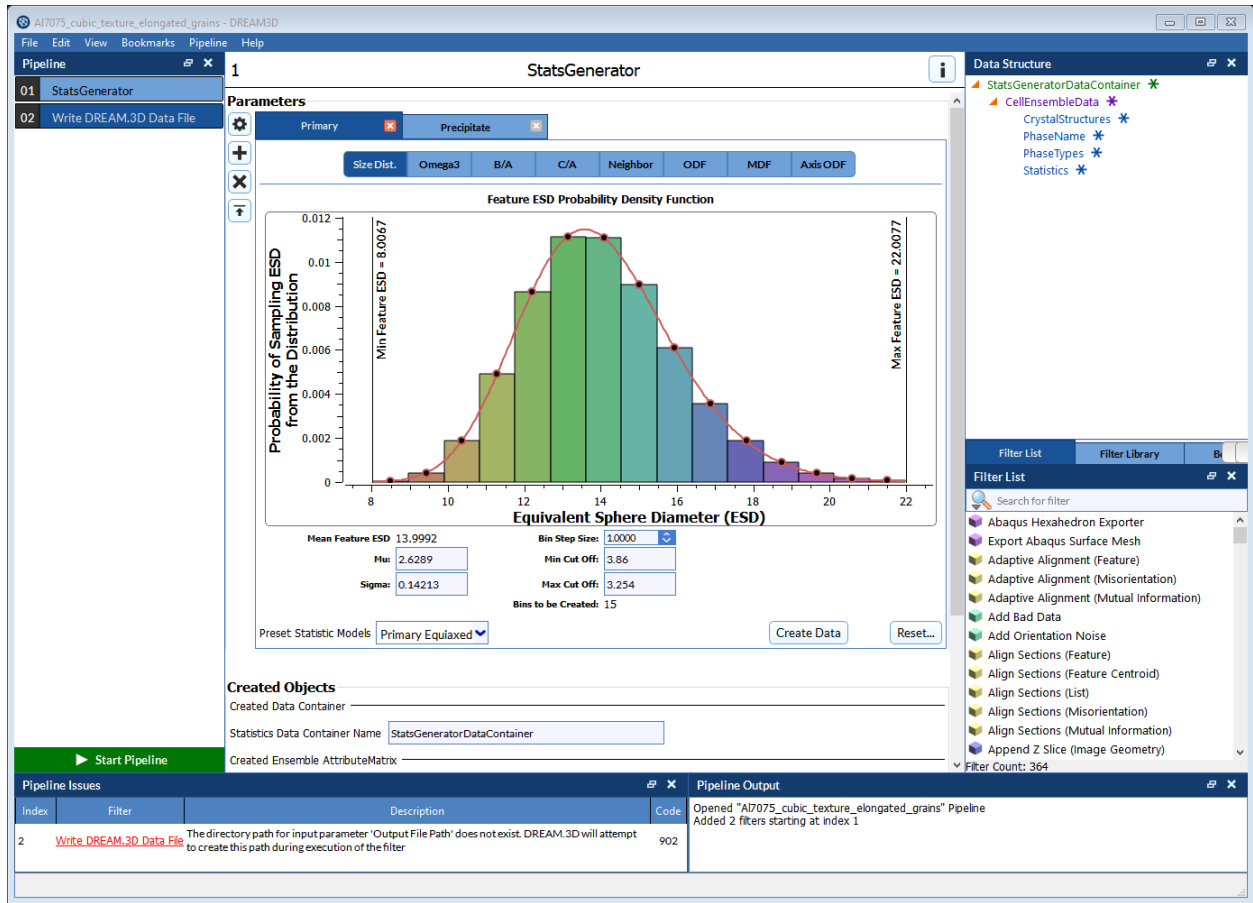 Al7075_cubic_texture_elongated_grains - DREAM3D
File Edit View Bookmarks Pipeline Help
Pipeline
01 StatsGenerator
02 Write DREAM.3D Data File
Start Pipeline
1 StatsGenerator
Parameters
Primary Precipitate
Size Dist. Omega3 B/A C/A Neighbor ODF MDF Axis ODF
Feature ESD Probability Density Function
Probability of Sampling ESD
from the Distribution
0.012
0.01
0.008
0.006
0.004
0.002
0
Min Feature ESD = 8.0067
Max Feature ESD = 22.0077
8 10 12 14 16 18 20 22
Equivalent Sphere Diameter (ESD)
Mean Feature ESD 13.9992 Bin Step Size: 1.0000
Mu: 2.6289 Min Cut Off: 3.86
Sigma: 0.14213 Max Cut Off: 3.254
Bins to be Created: 15
Preset Statistic Models Primary Equiaxed Create Data Reset...
Created Objects
Created Data Container
Statistics Data Container Name StatsGeneratorDataContainer
Created Ensemble AttributeMatrix
Data Structure
StatsGeneratorDataContainer
CellEnsembleData
CrystalStructures
PhaseName
PhaseTypes
Statistics
Filter List Filter Library
Filter List
Search for filter
Abaqus Hexahedron Exporter
Export Abaqus Surface Mesh
Adaptive Alignment (Feature)
Adaptive Alignment (Misorientation)
Adaptive Alignment (Mutual Information)
Add Bad Data
Add Orientation Noise
Align Sections (Feature)
Align Sections (Feature Centroid)
Align Sections (List)
Align Sections (Misorientation)
Align Sections (Mutual Information)
Append Z Slice (Image Geometry)
Filter Count: 364
Pipeline Issues
Index Filter Description Code
2 Write DREAM.3D Data File The directory path for input parameter 'Output File Path' does not exist. DREAM.3D will attempt
to create this path during execution of the filter 902
Pipeline Output
Opened "Al7075_cubic_texture_elongated_grains" Pipeline
Added 2 filters starting at index 1